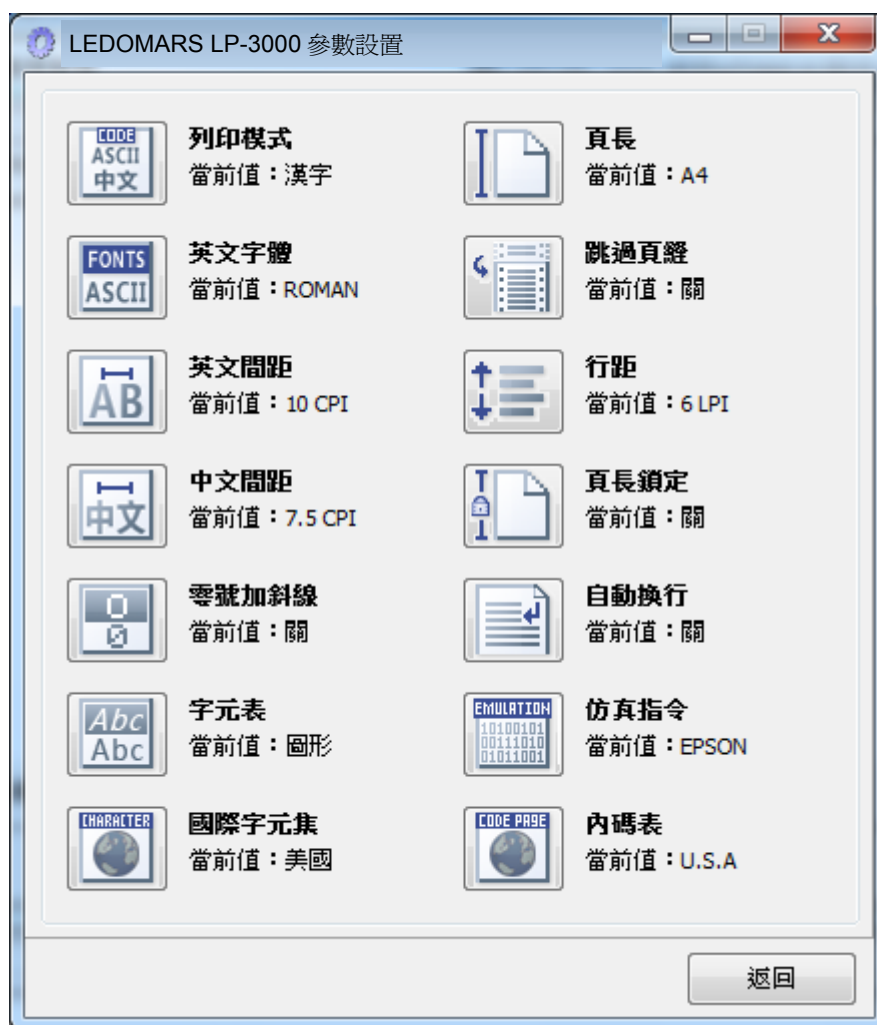 LEDOMARS LP-3000 參數設置
CODE
ASCII
中文
列印模式
當前值：漢字
頁長
當前值：A4
FONTS
ASCII
英文字體
當前值：ROMAN
跳過頁縫
當前值：關
AB
英文間距
當前值：10 CPI
行距
當前值：6 LPI
中文
中文間距
當前值：7.5 CPI
頁長鎖定
當前值：關
0
0
零號加斜線
當前值：關
自動換行
當前值：關
Abc
Abc
字元表
當前值：圖形
EMULATION
10100101
00111010
01011001
仿真指令
當前值：EPSON
CHARACTER
國際字元集
當前值：美國
CODE PAGE
內碼表
當前值：U.S.A
返回